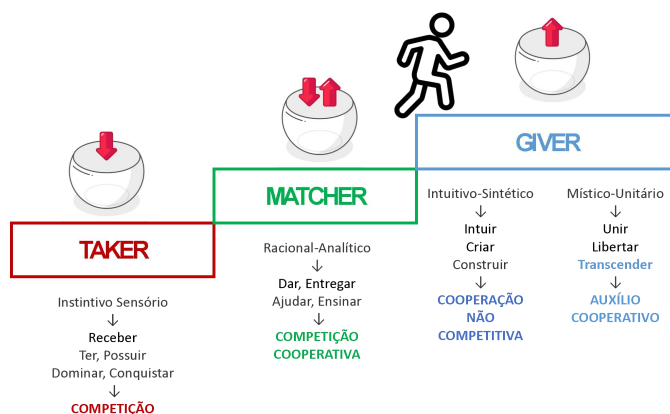 TAKER
Instintivo Sensório
↓
Receber
Ter, Possuir
Dominar, Conquistar
↓
COMPETIÇÃO
MATCHER
Racional-Analítico
↓
Dar, Entregar
Ajudar, Ensinar
↓
COMPETIÇÃO
COOPERATIVA
GIVER
Intuitivo-Sintético
↓
Intuir
Criar
Construir
↓
COOPERAÇÃO
NÃO
COMPETITIVA
Místico-Unitário
↓
Unir
Libertar
Transcender
↓
AUXÍLIO
COOPERATIVO